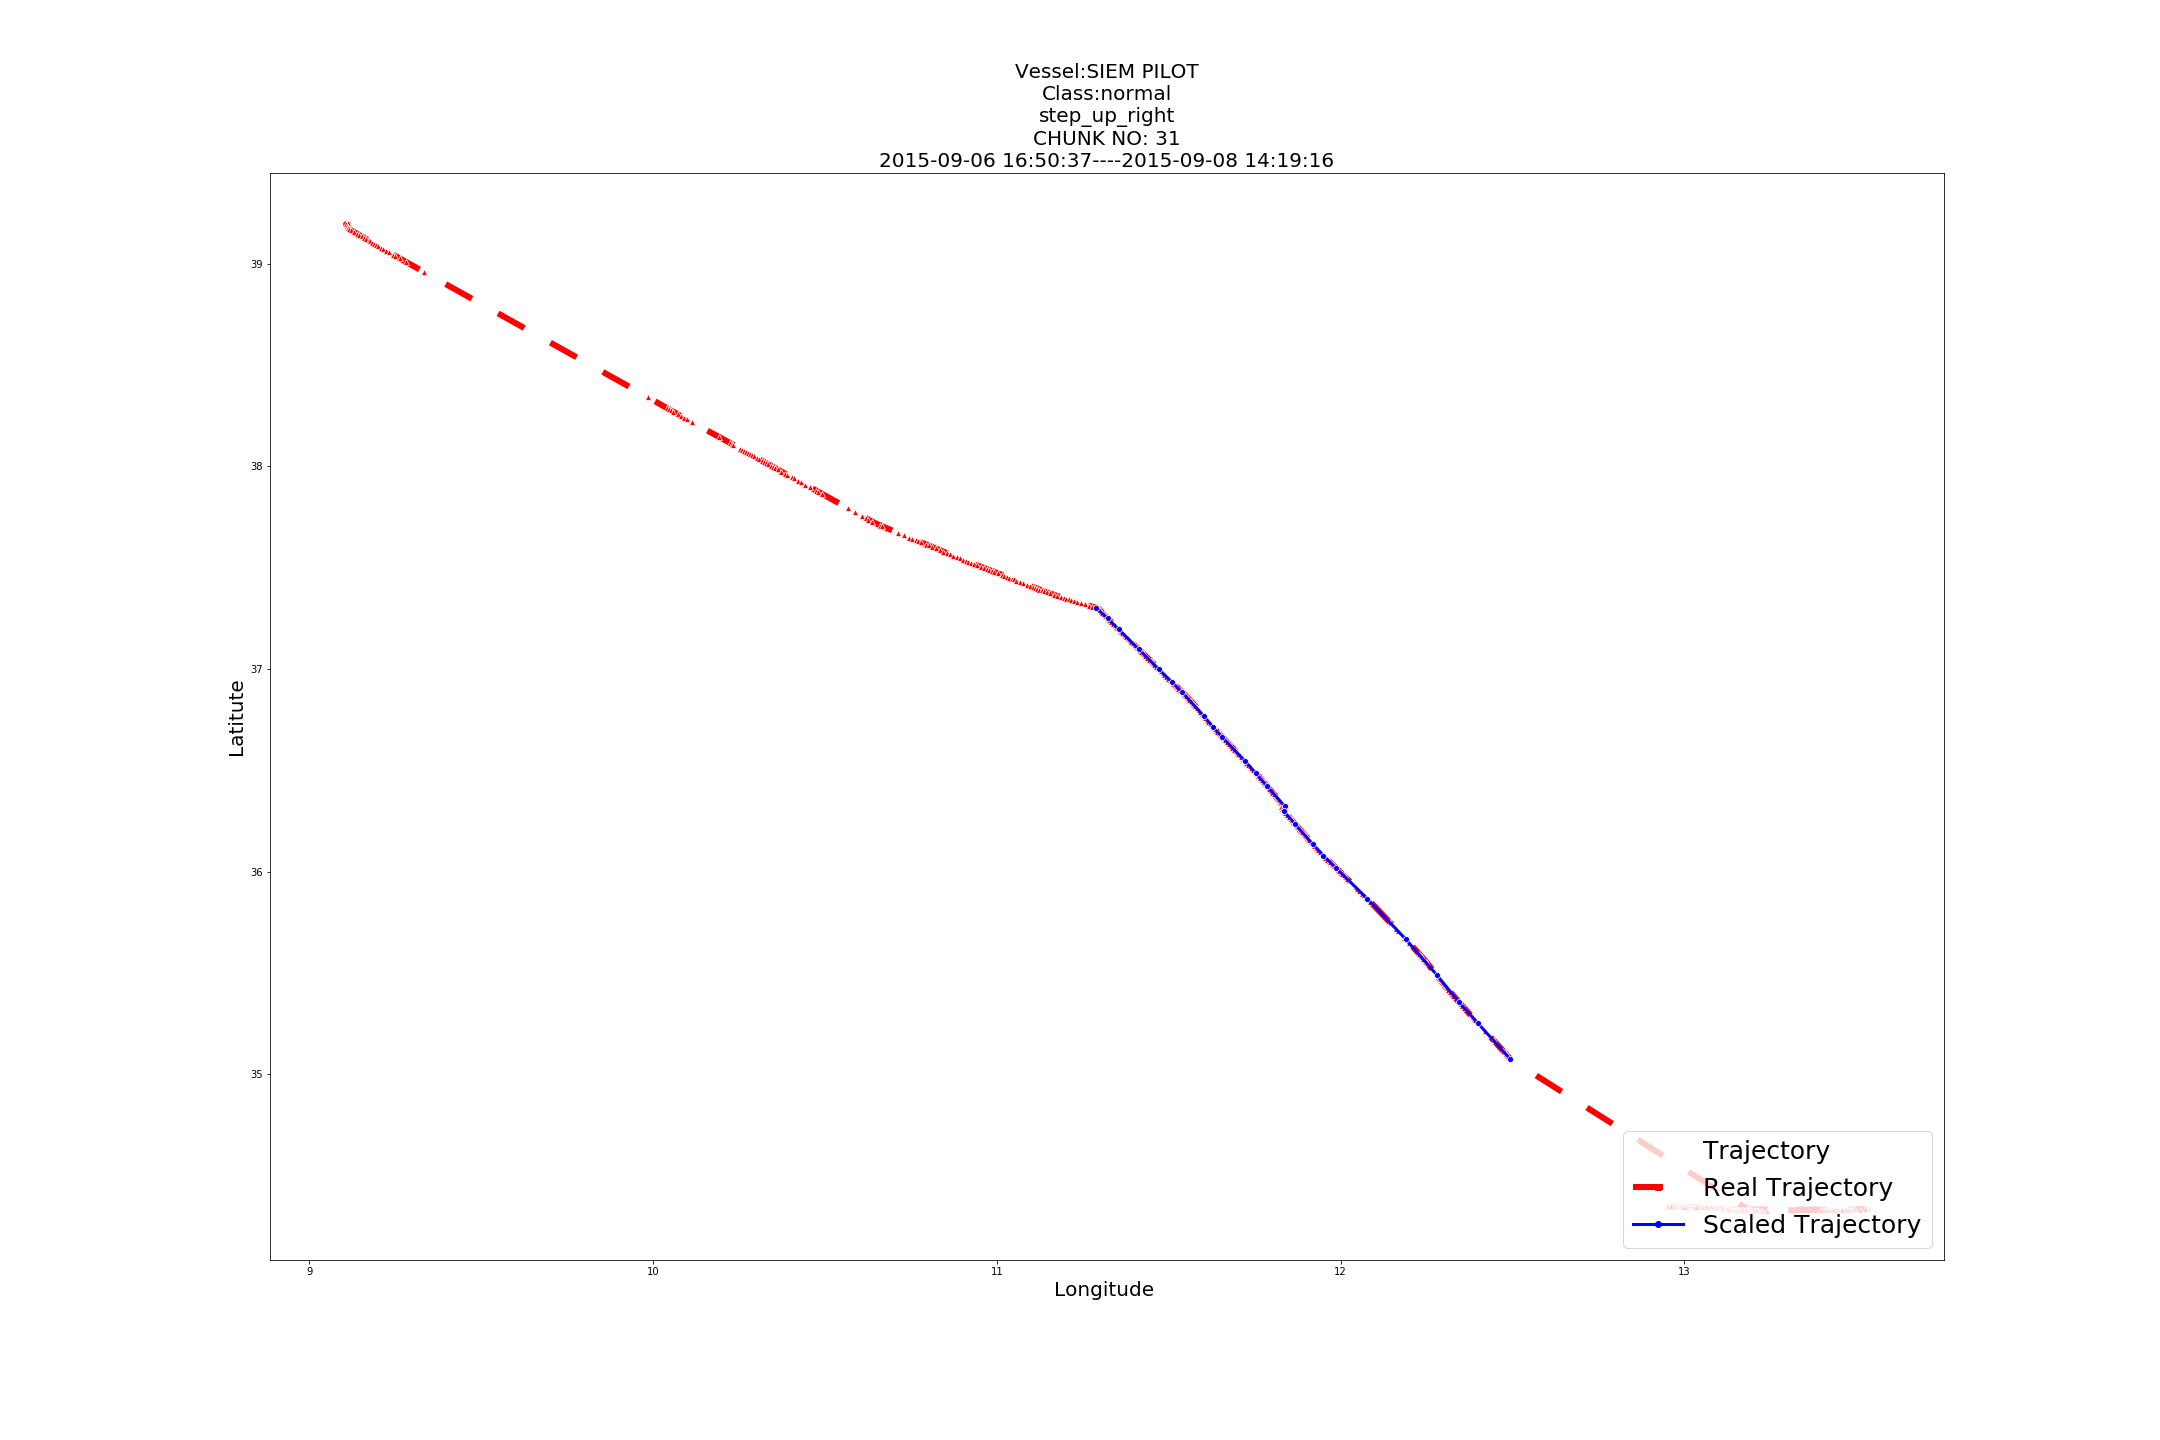 Vessel:SIEM PILOT
Class:normal
step_up_right
CHUNK NO: 31
2015-09-06 16:50:37----2015-09-08 14:19:16
39
38
37
36
35
Latitute
9
10
11
12
13
Longitude
Trajectory
Real Trajectory
Scaled Trajectory